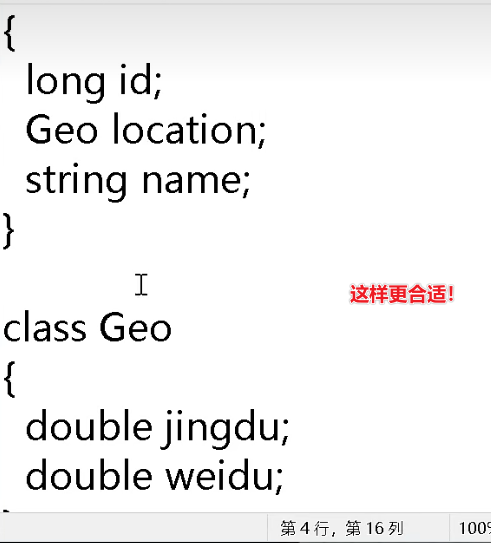 {
long id;
Geo location;
string name;
}
这样更合适！
class Geo
{
double jingdu;
double weidu;
第 4 行，第 16 列
100%